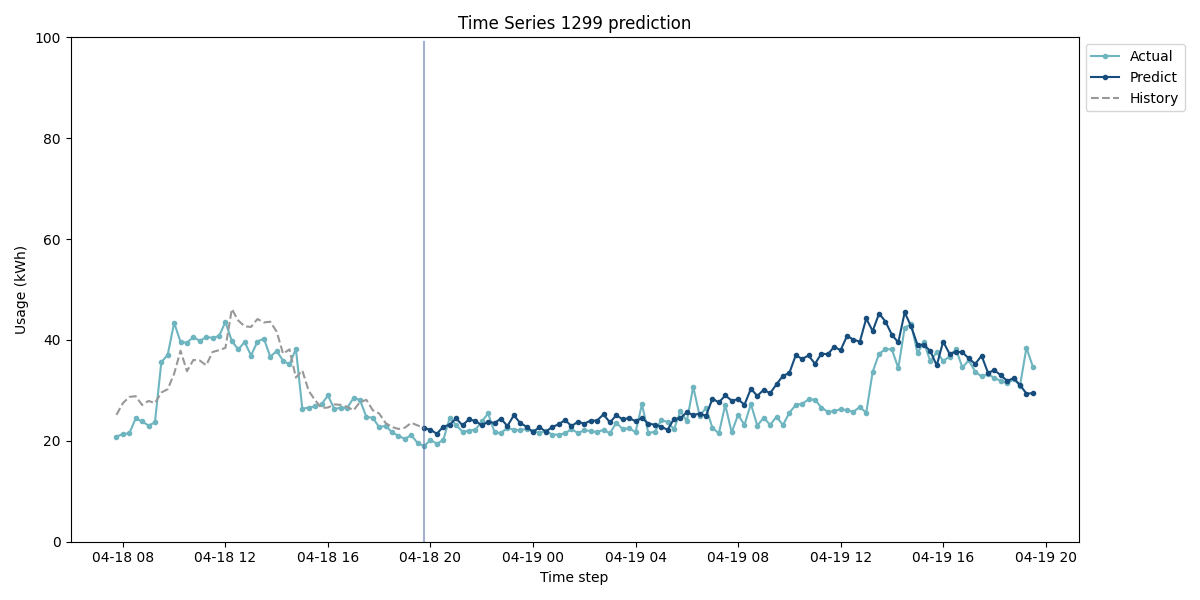 Time Series 1299 prediction
100
80
60
40
20
0
Usage (kWh)
04-18 08
04-18 12
04-18 16
04-18 20
04-19 00
04-19 04
04-19 08
04-19 12
04-19 16
04-19 20
Time step
Actual
Predict
History